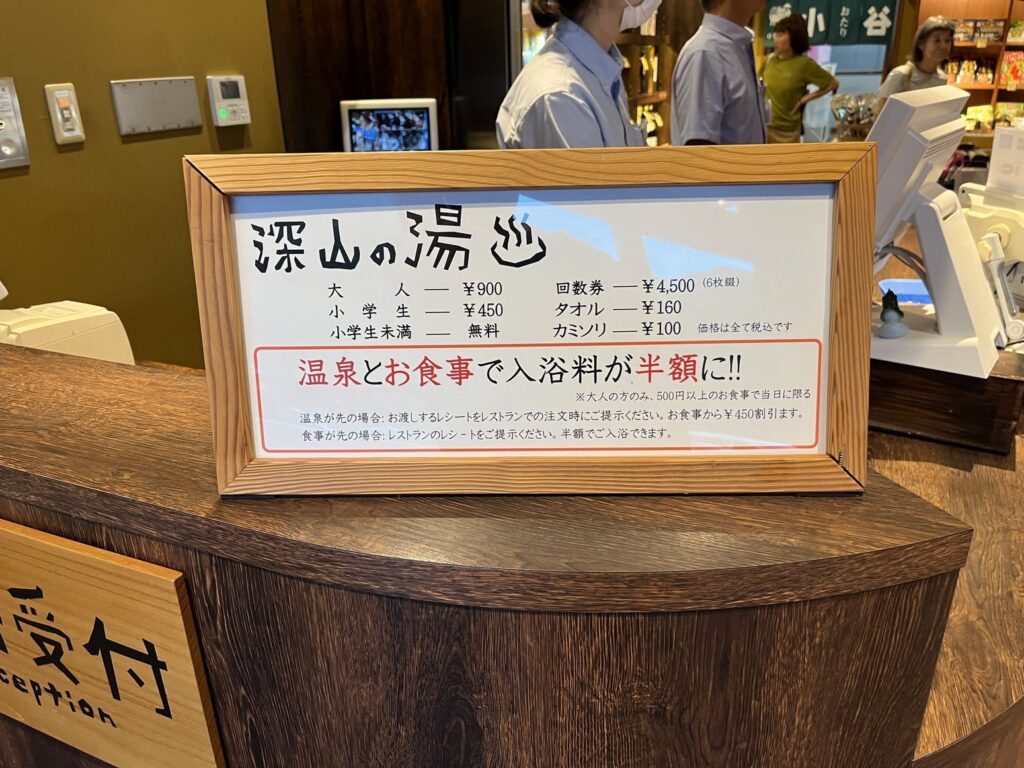 小谷
おたり
深山の湯
大人 — ¥900
小学生 — ¥450
小学生未満 — 無料
回数券 — ¥4,500 (6枚綴)
タオル — ¥160
カミソリ — ¥100 価格は全て税込です
温泉とお食事で入浴料が半額に!!
※大人の方のみ、500円以上のお食事で当日に限る
温泉が先の場合: お渡しするレシートをレストランでの注文時にご提示ください。お食事から¥450割引ます。
食事が先の場合: レストランのレシートをご提示ください。半額でご入浴できます。
受付
ception